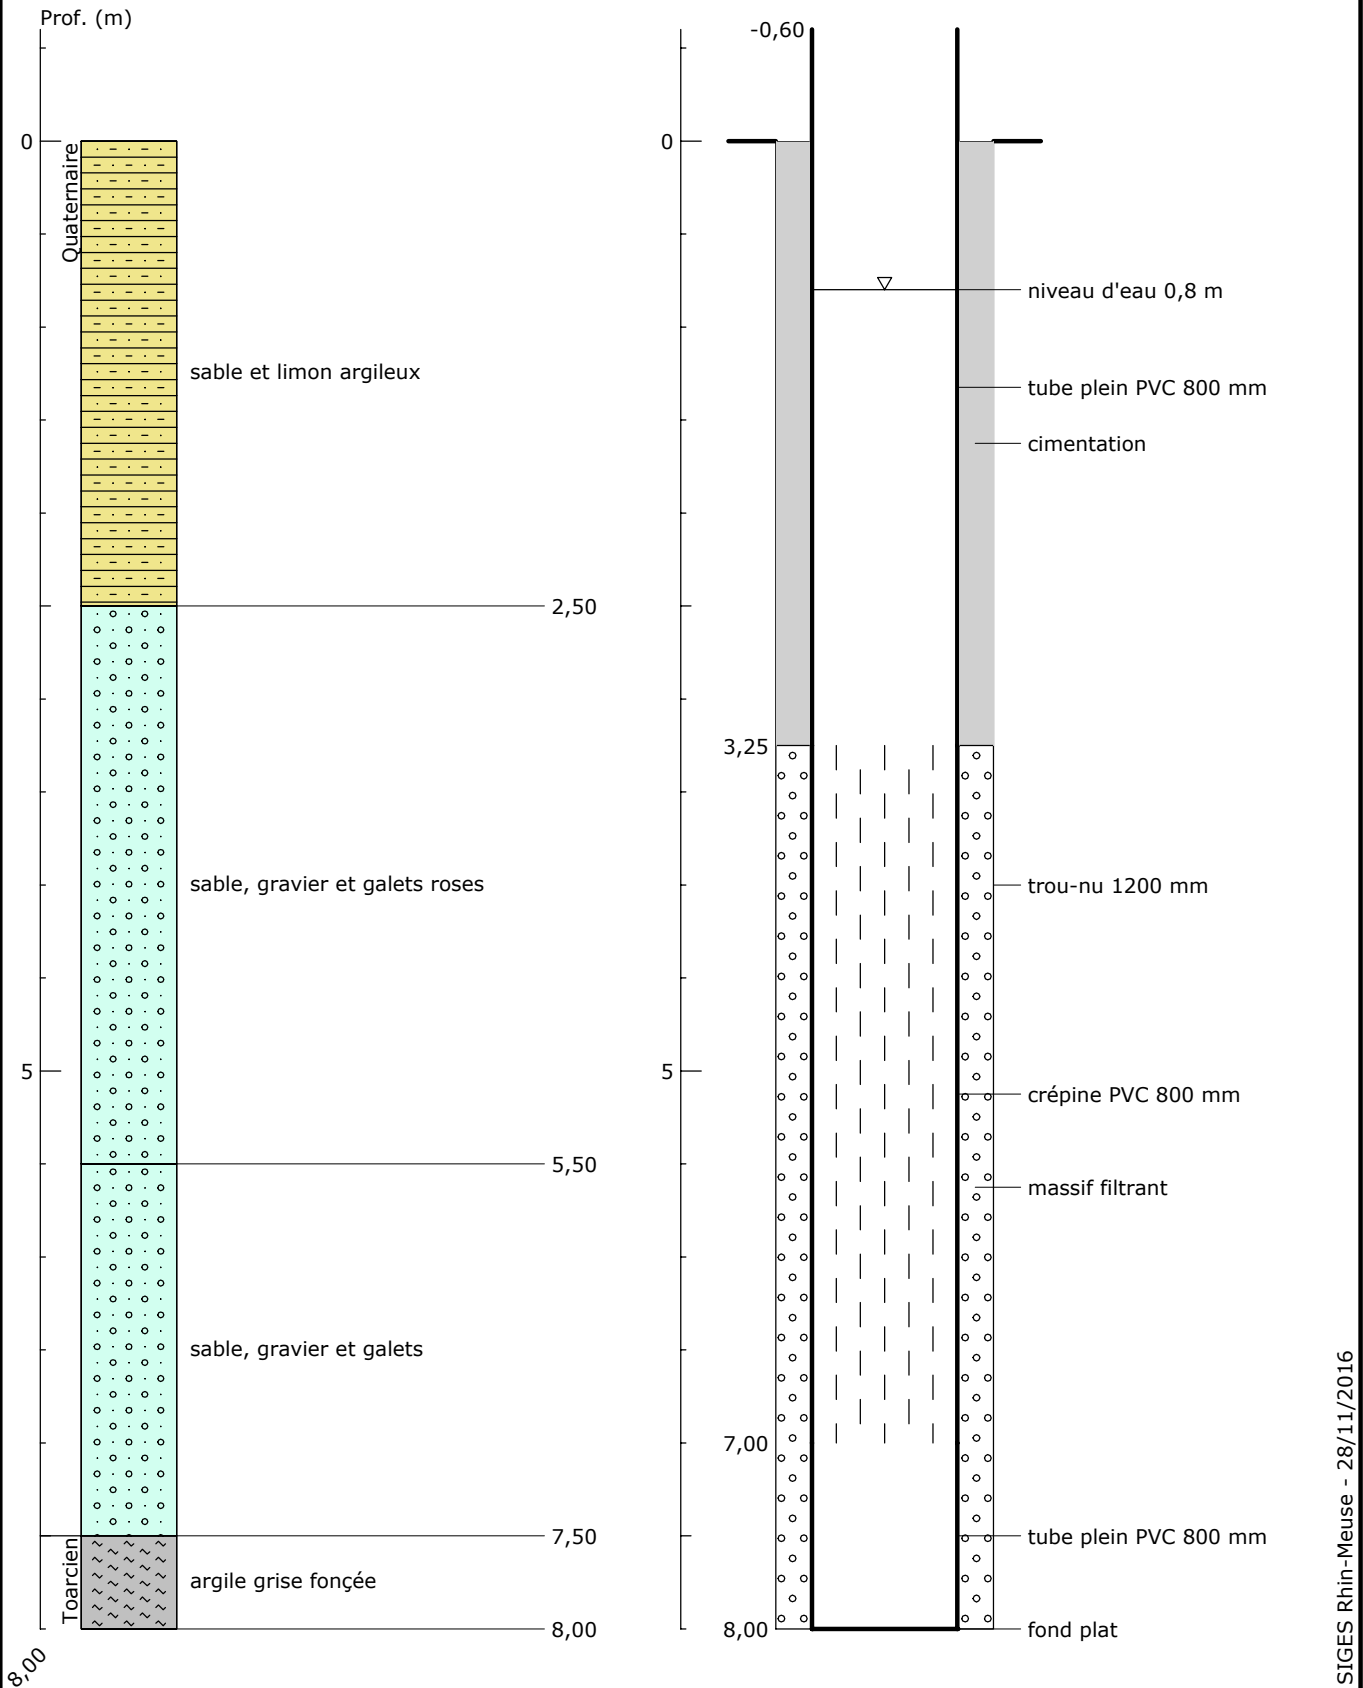 Prof. (m)
-0,60
0
0
Quaternaire
niveau d'eau 0,8 m
sable et limon argileux
tube plein PVC 800 mm
cimentation
2,50
3,25
sable, gravier et galets roses
trou-nu 1200 mm
5
5
crépine PVC 800 mm
5,50
massif filtrant
sable, gravier et galets
7,00
7,50
tube plein PVC 800 mm
Toarcien
argile grise fonçée
8,00
8,00
fond plat
8,00
SIGES Rhin-Meuse - 28/11/2016